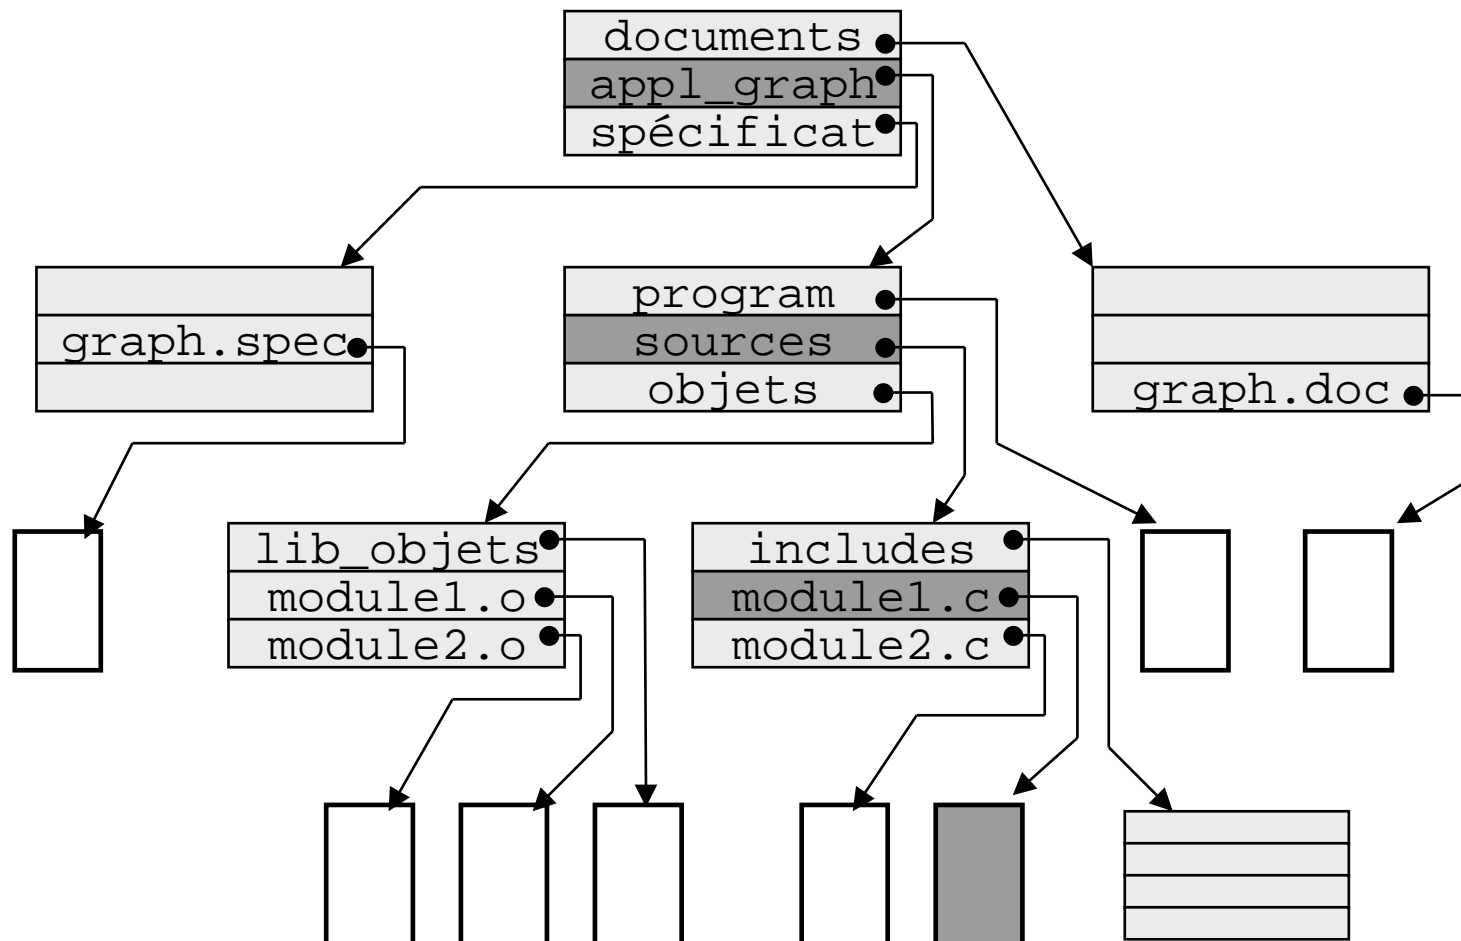 documents
appl_graph
spécificat
graph.spec
program
sources
objets
graph.doc
lib_objets
module1.o
module2.o
includes
module1.c
module2.c